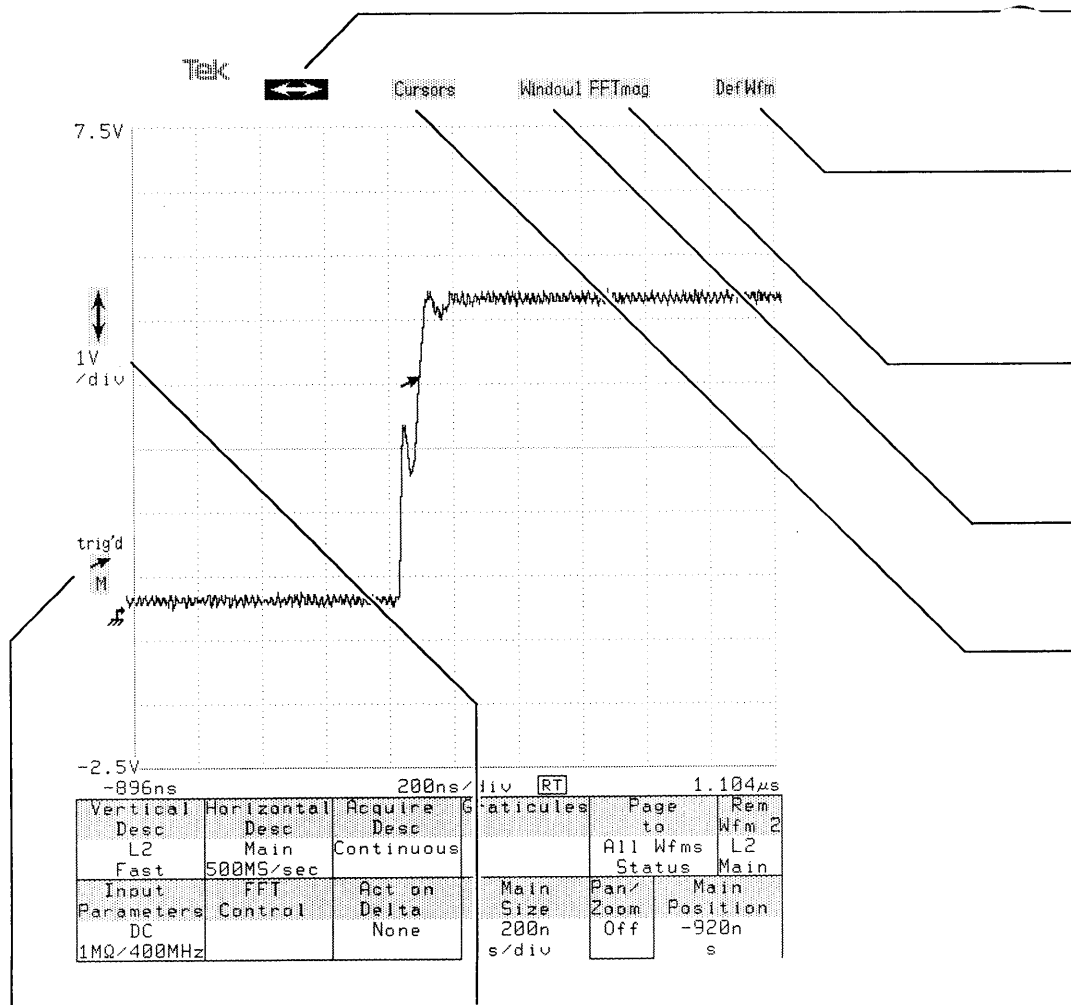 Tek
Cursors Window1 FFTmag DefWfm
7.5V
1V
/div
trig'd
M
-2.5V
-896ns 200ns/div RT 1.104µs
Vertical Horizontal Acquire Graticules Page Rem
Desc Desc Desc to Wfm 2
L2 Main Continuous All Wfms L2
Fast 500MS/sec Status Main
Input FFT Act on Main Pan/ Main
Parameters Control Delta Size Zoom Position
DC None 200n Off -920n
1MΩ/400MHz s/div s